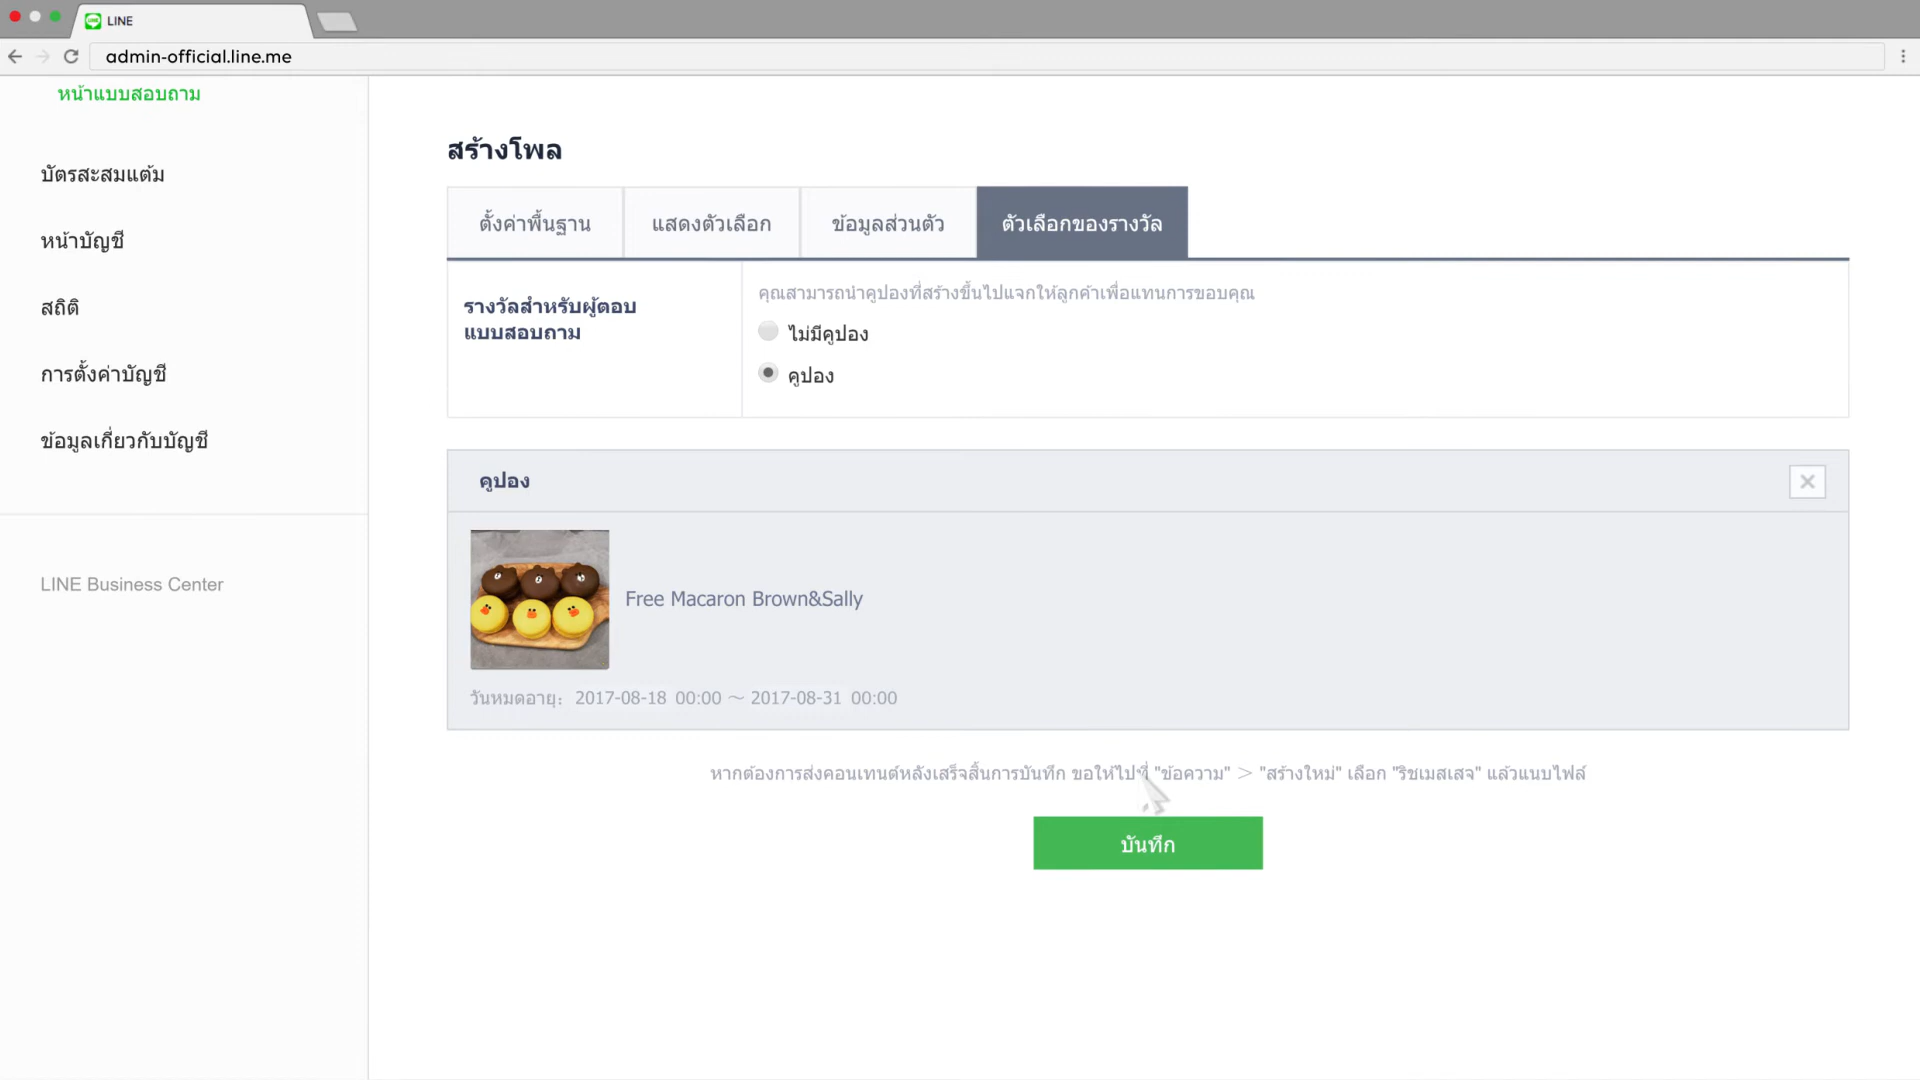 LINE
admin-official.line.me
หน้าแบบสอบถาม
บัตรสะสมแต้ม
หน้าบัญชี
สถิติ
การตั้งค่าบัญชี
ข้อมูลเกี่ยวกับบัญชี
LINE Business Center
สร้างโพล
ตั้งค่าพื้นฐาน
แสดงตัวเลือก
ข้อมูลส่วนตัว
ตัวเลือกของรางวัล
รางวัลสำหรับผู้ตอบ
แบบสอบถาม
คุณสามารถนำคูปองที่สร้างขึ้นไปแจกให้ลูกค้าเพื่อแทนการขอบคุณ
ไม่มีคูปอง
คูปอง
คูปอง
Free Macaron Brown&Sally
วันหมดอายุ: 2017-08-18 00:00 ～ 2017-08-31 00:00
หากต้องการส่งคอนเทนต์หลังเสร็จสิ้นการบันทึก ขอให้ไปที่ "ข้อความ" > "สร้างใหม่" เลือก "ริชเมสเสจ" แล้วแนบไฟล์
บันทึก